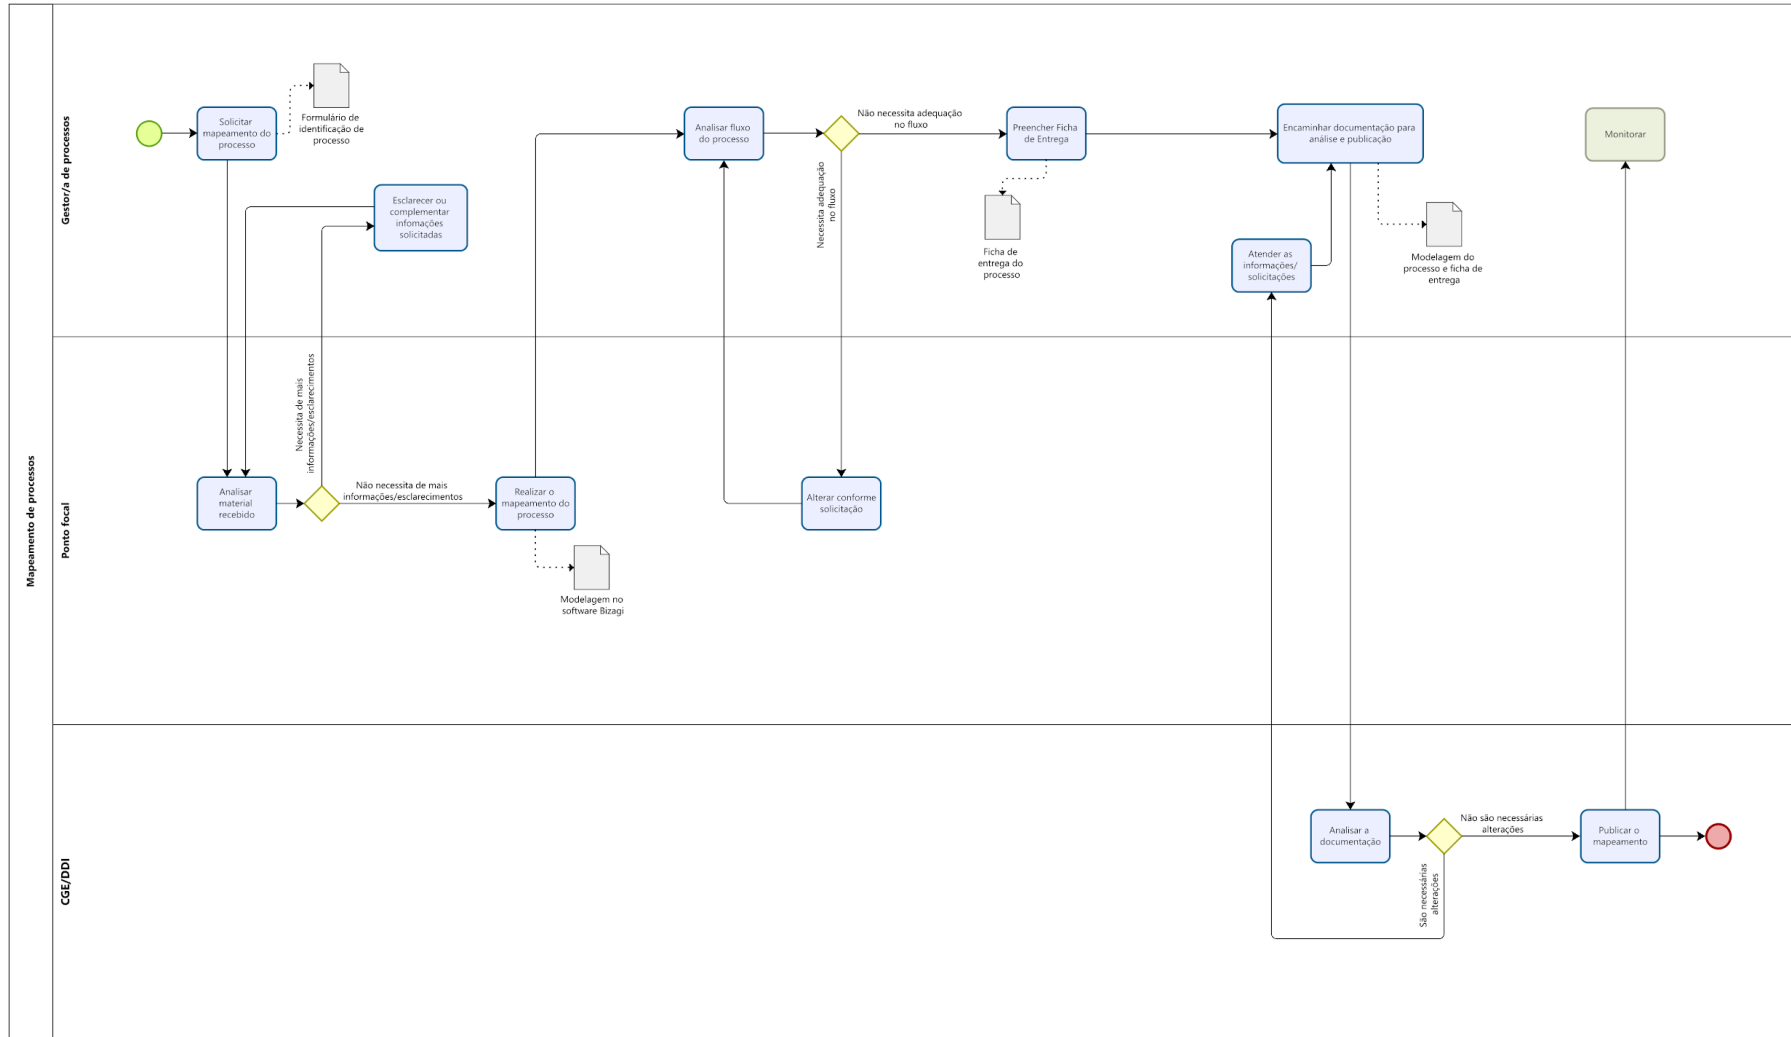 Mapeamento de processos
Gestor/a de processos
Solicitar
mapeamento do
processo
Formulário de
identificação de
processo
Esclarecer ou
complementar
infomações
solicitadas
Analisar fluxo
do processo
Não necessita adequação
no fluxo
Necessita adequação
no fluxo
Preencher Ficha
de Entrega
Ficha de
entrega do
processo
Encaminhar documentação para
análise e publicação
Atender as
informações/
solicitações
Modelagem do
processo e ficha de
entrega
Monitorar
Ponto focal
Analisar
material
recebido
Necessita de mais
informações/esclarecimentos
Não necessita de mais
informações/esclarecimentos
Realizar o
mapeamento do
processo
Modelagem no
software Bizagi
Alterar conforme
solicitação
CGE/DDI
Analisar a
documentação
Não são necessárias
alterações
São necessárias
alterações
Publicar o
mapeamento